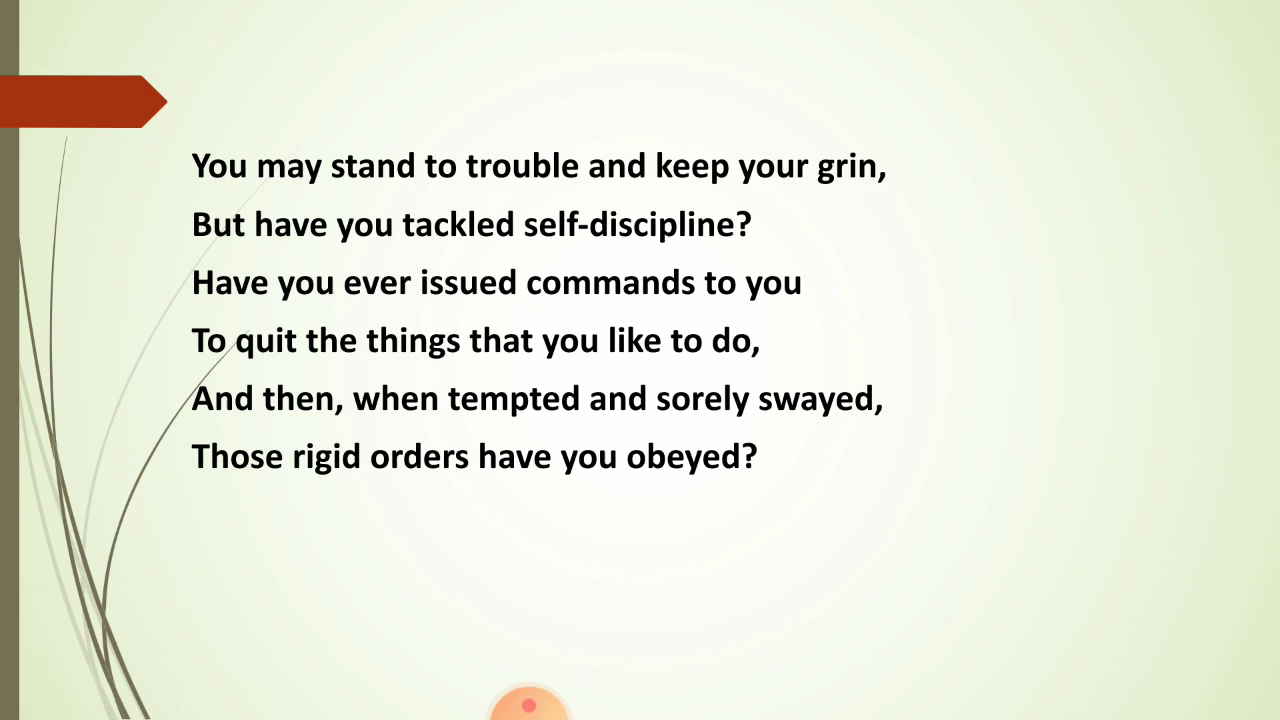 You may stand to trouble and keep your grin,
But have you tackled self-discipline?
Have you ever issued commands to you
To quit the things that you like to do,
And then, when tempted and sorely swayed,
Those rigid orders have you obeyed?